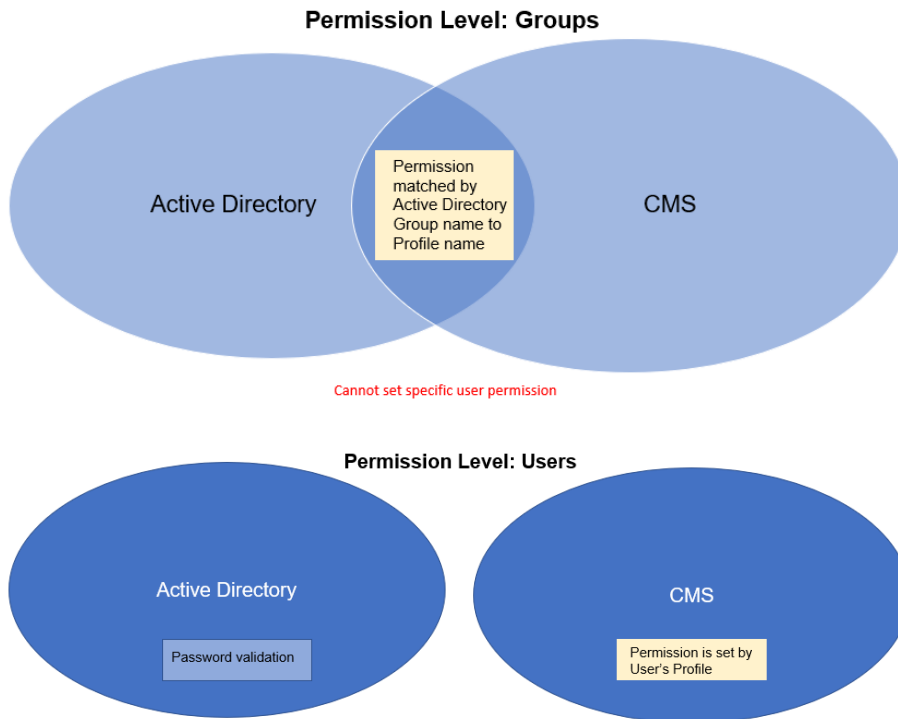 Permission Level: Groups
Active Directory
Permission
matched by
Active Directory
Group name to
Profile name
CMS
Cannot set specific user permission
Permission Level: Users
Active Directory
Password validation
CMS
Permission is set by
User's Profile